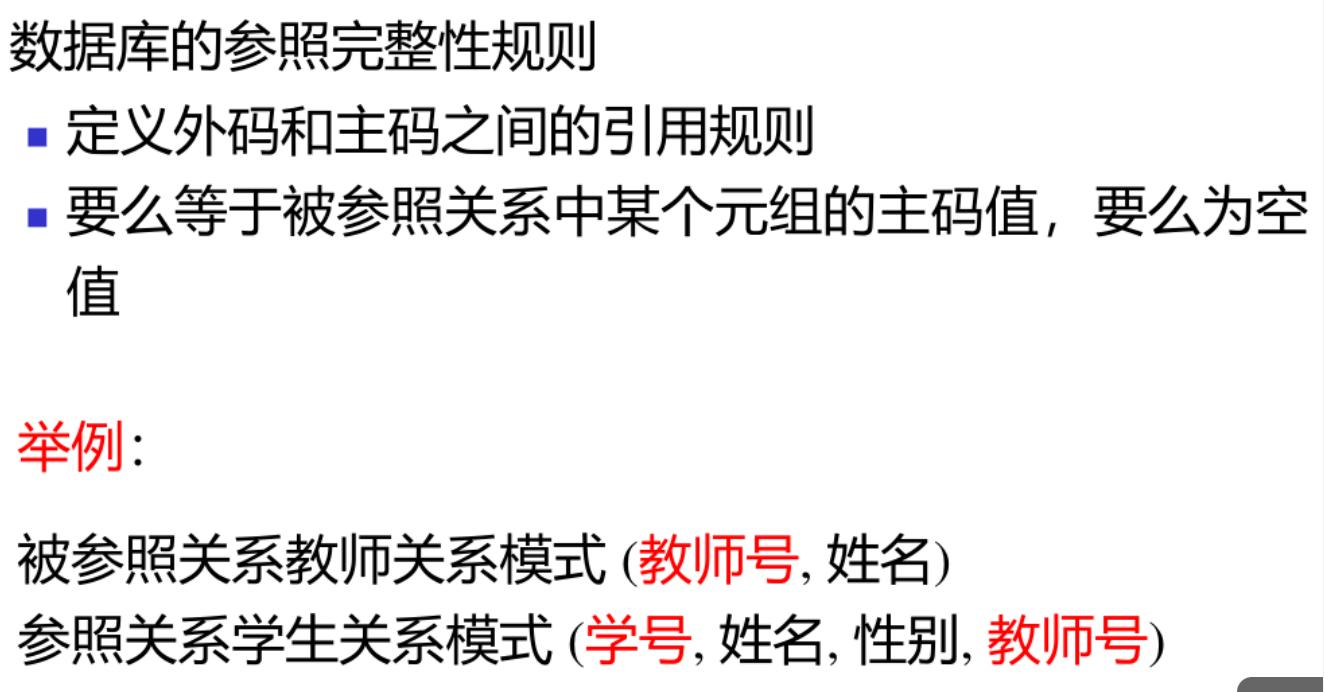 数据库的参照完整性规则
定义外码和主码之间的引用规则
要么等于被参照关系中某个元组的主码值，要么为空
值
举例：
被参照关系教师关系模式 (教师号, 姓名)
参照关系学生关系模式 (学号, 姓名, 性别, 教师号)